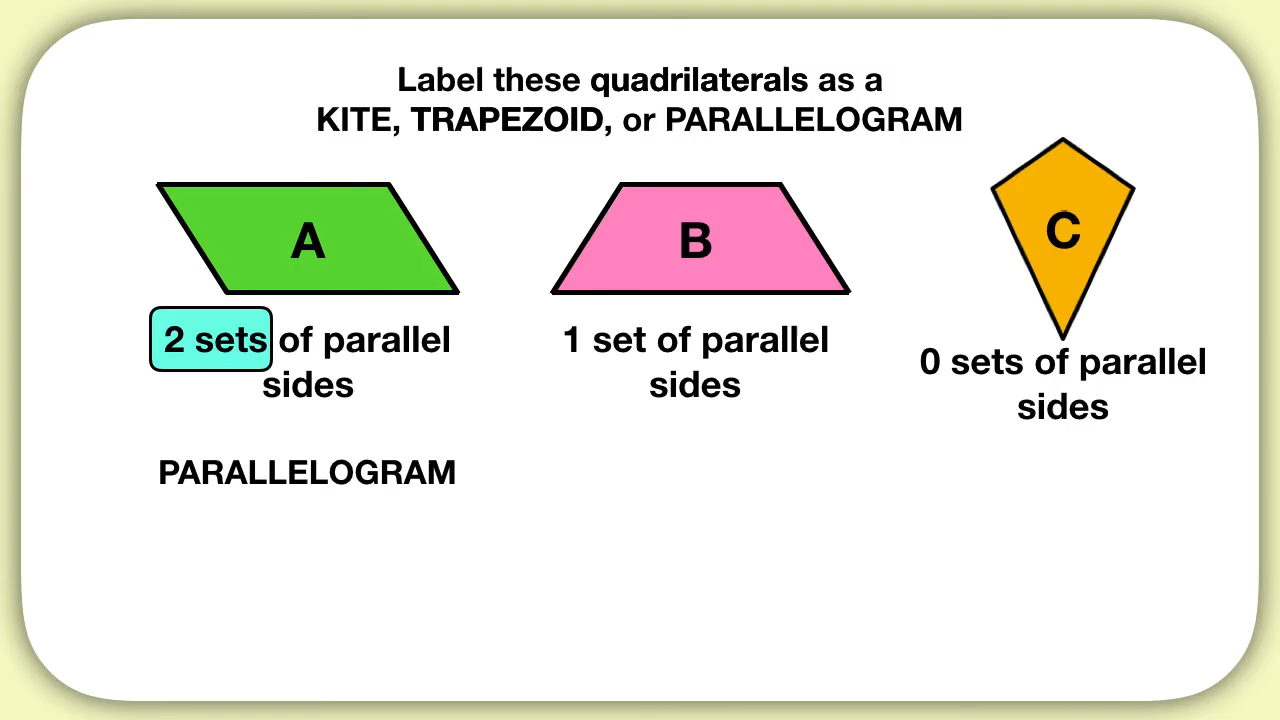 Label these quadrilaterals as a
KITE, TRAPEZOID, or PARALLELOGRAM
A
B
C
2 sets of parallel
sides
1 set of parallel
sides
0 sets of parallel
sides
PARALLELOGRAM